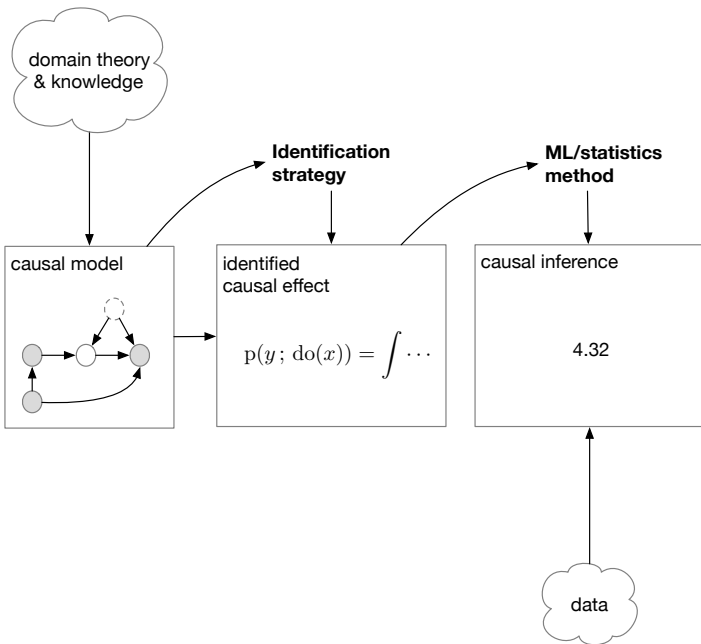 domain theory
& knowledge
Identification
strategy
ML/statistics
method
causal model
identified
causal effect
p(y ; do(x)) = ∫ ⋯
causal inference
4.32
data